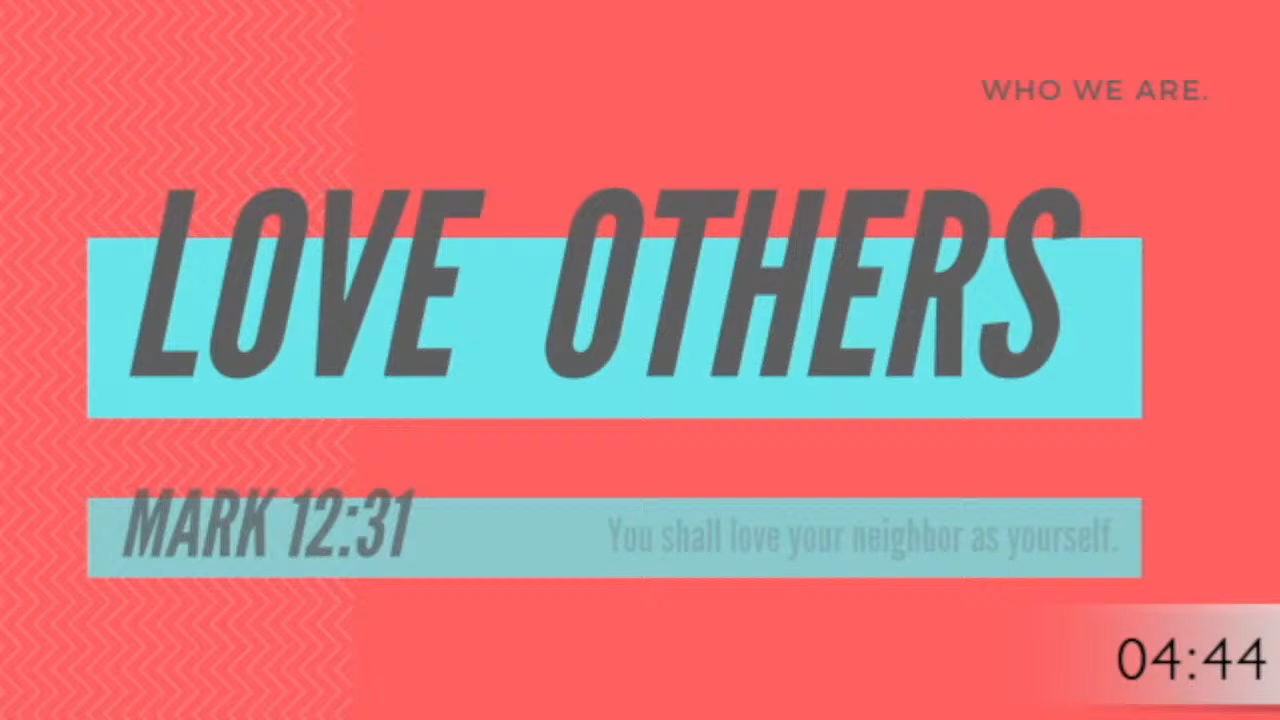 WHO WE ARE.
LOVE OTHERS
MARK 12:31
You shall love your neighbor as yourself.
04:44